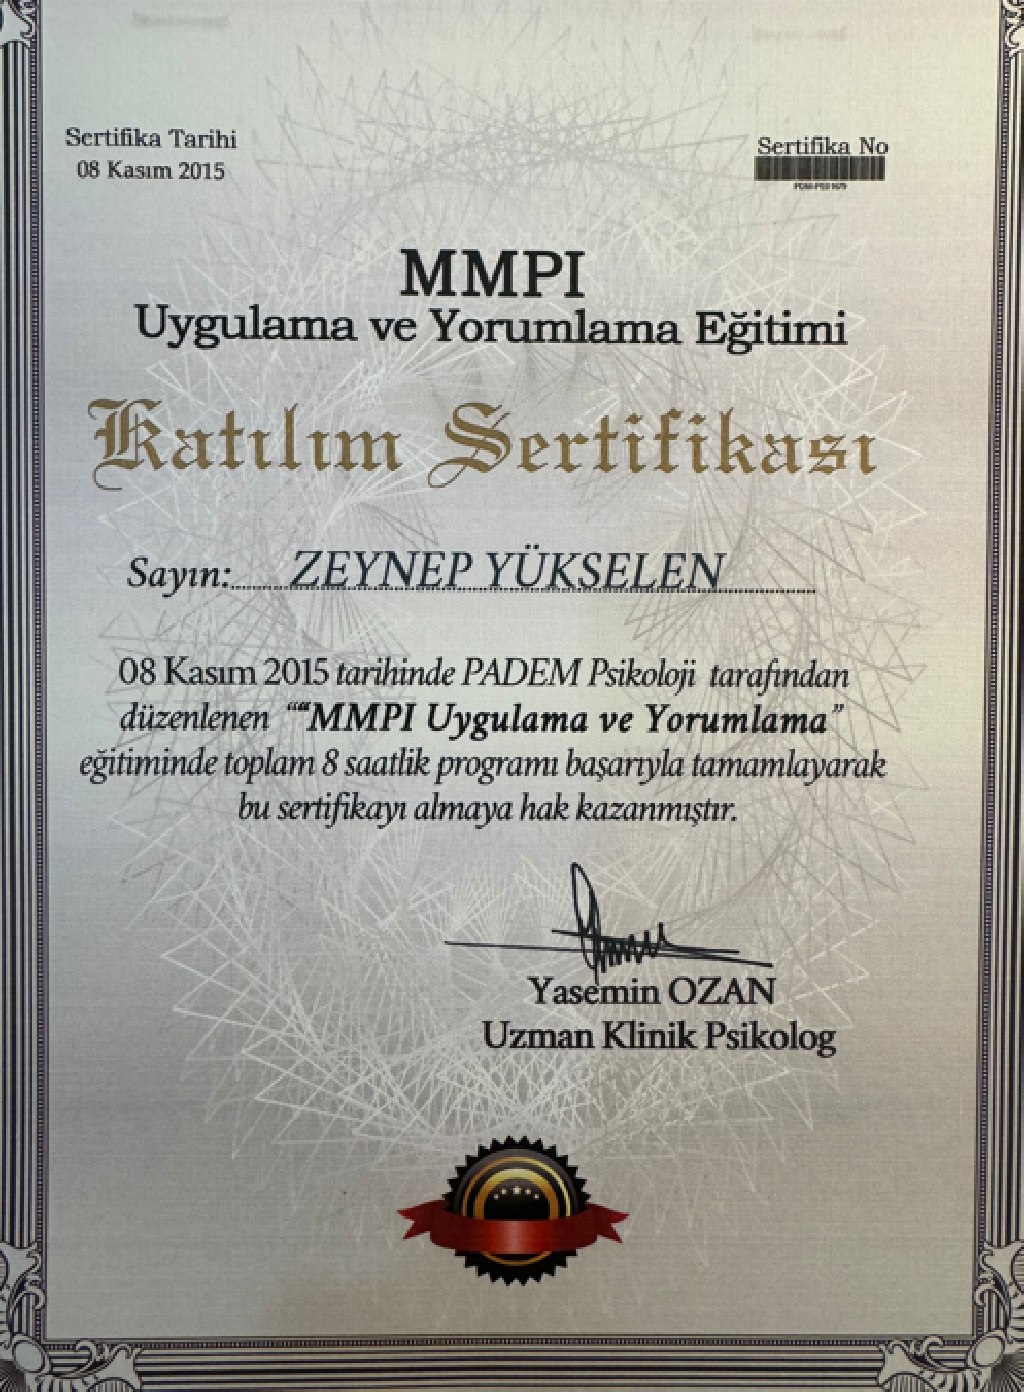 Sertifika Tarihi
08 Kasım 2015
Sertifika No
MMPI
Uygulama ve Yorumlama Eğitimi
Katılım Sertifikası
Sayın: ZEYNEP YÜKSELEN
08 Kasım 2015 tarihinde PADEM Psikoloji tarafından
düzenlenen ““"MMPI Uygulama ve Yorumlama”
eğitiminde toplam 8 saatlik programı başarıyla tamamlayarak
bu sertifikayı almaya hak kazanmıştır.
Yasemin OZAN
Uzman Klinik Psikolog